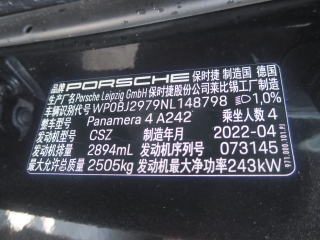 品牌 PORSCHE 保时捷 制造国 德国
生产厂名 Porsche Leipzig GmbH 保时捷股份公司莱比锡工厂制造
车辆识别代号 WP0BJ2979NL148798 1,0%
整车型号 Panamera 4 A242 乘坐人数 4
发动机型号 CSZ 制造年月 2022-04
发动机排量 2894mL 发动机序列号 073145
最大允许总质量 2505kg 发动机最大净功率 243kW